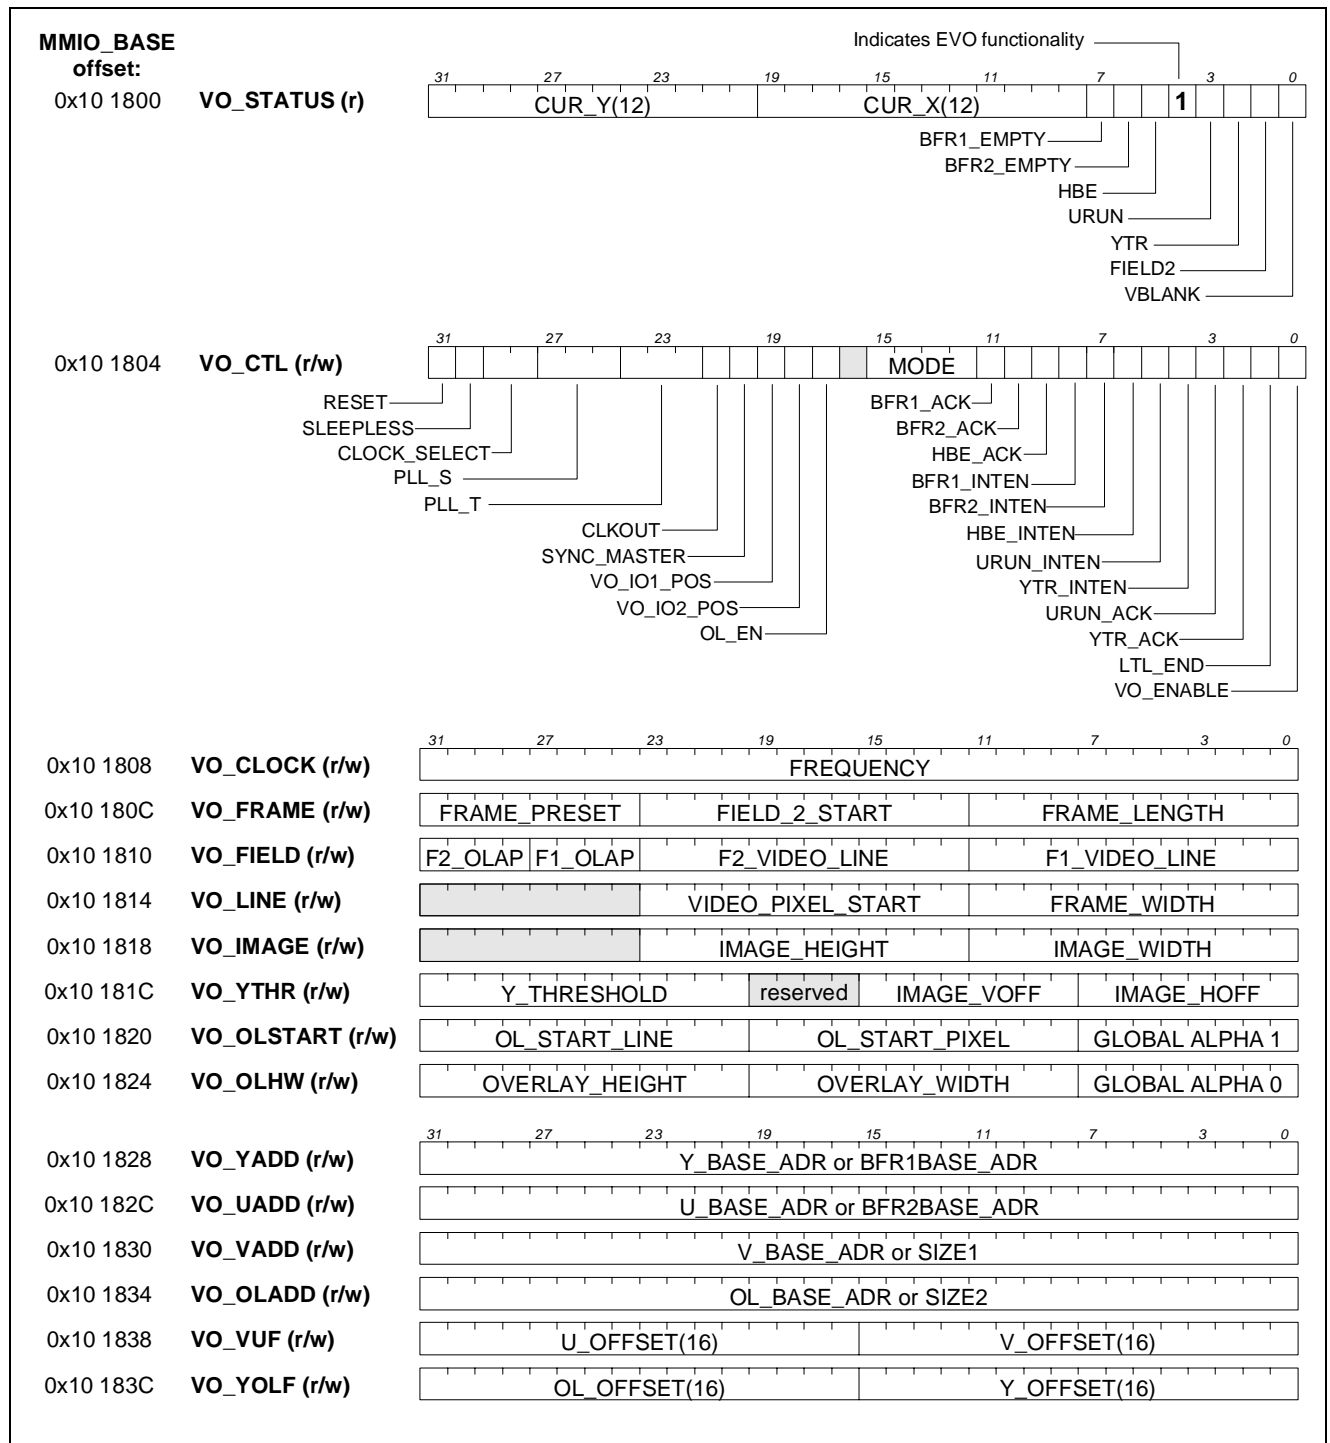 MMIO_BASE
offset:
Indicates EVO functionality
31 27 23 19 15 11 7 3 0
0x10 1800 VO_STATUS (r) CUR_Y(12) CUR_X(12) 1
BFR1_EMPTY
BFR2_EMPTY
HBE
URUN
YTR
FIELD2
VBLANK
31 27 23 19 15 11 7 3 0
0x10 1804 VO_CTL (r/w) MODE
RESET BFR1_ACK
SLEEPLESS BFR2_ACK
CLOCK_SELECT HBE_ACK
PLL_S BFR1_INTEN
PLL_T BFR2_INTEN
CLKOUT HBE_INTEN
SYNC_MASTER URUN_INTEN
VO_IO1_POS YTR_INTEN
VO_IO2_POS URUN_ACK
OL_EN YTR_ACK
LTL_END
VO_ENABLE
31 27 23 19 15 11 7 3 0
0x10 1808 VO_CLOCK (r/w) FREQUENCY
0x10 180C VO_FRAME (r/w) FRAME_PRESET FIELD_2_START FRAME_LENGTH
0x10 1810 VO_FIELD (r/w) F2_OLAP F1_OLAP F2_VIDEO_LINE F1_VIDEO_LINE
0x10 1814 VO_LINE (r/w) VIDEO_PIXEL_START FRAME_WIDTH
0x10 1818 VO_IMAGE (r/w) IMAGE_HEIGHT IMAGE_WIDTH
0x10 181C VO_YTHR (r/w) Y_THRESHOLD reserved IMAGE_VOFF IMAGE_HOFF
0x10 1820 VO_OLSTART (r/w) OL_START_LINE OL_START_PIXEL GLOBAL ALPHA 1
0x10 1824 VO_OLHW (r/w) OVERLAY_HEIGHT OVERLAY_WIDTH GLOBAL ALPHA 0
31 27 23 19 15 11 7 3 0
0x10 1828 VO_YADD (r/w) Y_BASE_ADR or BFR1BASE_ADR
0x10 182C VO_UADD (r/w) U_BASE_ADR or BFR2BASE_ADR
0x10 1830 VO_VADD (r/w) V_BASE_ADR or SIZE1
0x10 1834 VO_OLADD (r/w) OL_BASE_ADR or SIZE2
0x10 1838 VO_VUF (r/w) U_OFFSET(16) V_OFFSET(16)
0x10 183C VO_YOLF (r/w) OL_OFFSET(16) Y_OFFSET(16)